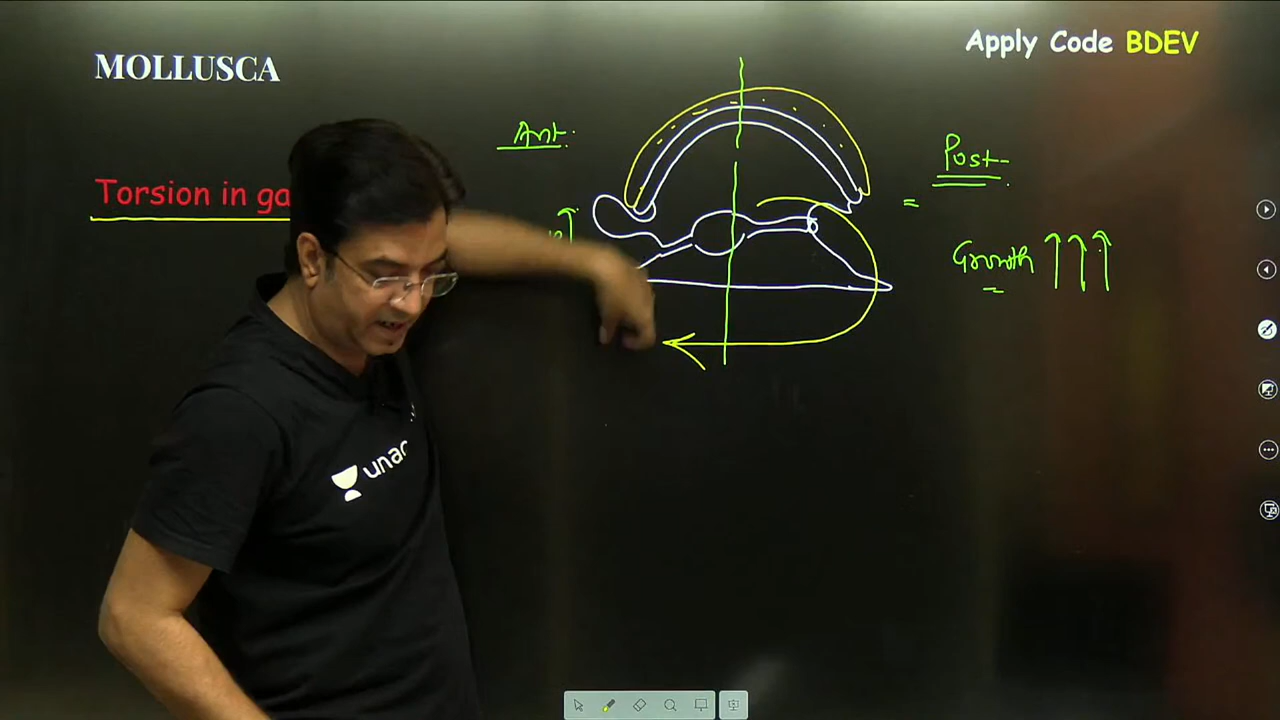 Apply Code BDEV
MOLLUSCA
Ant.
Post-
Torsion in ga
Growth
unac